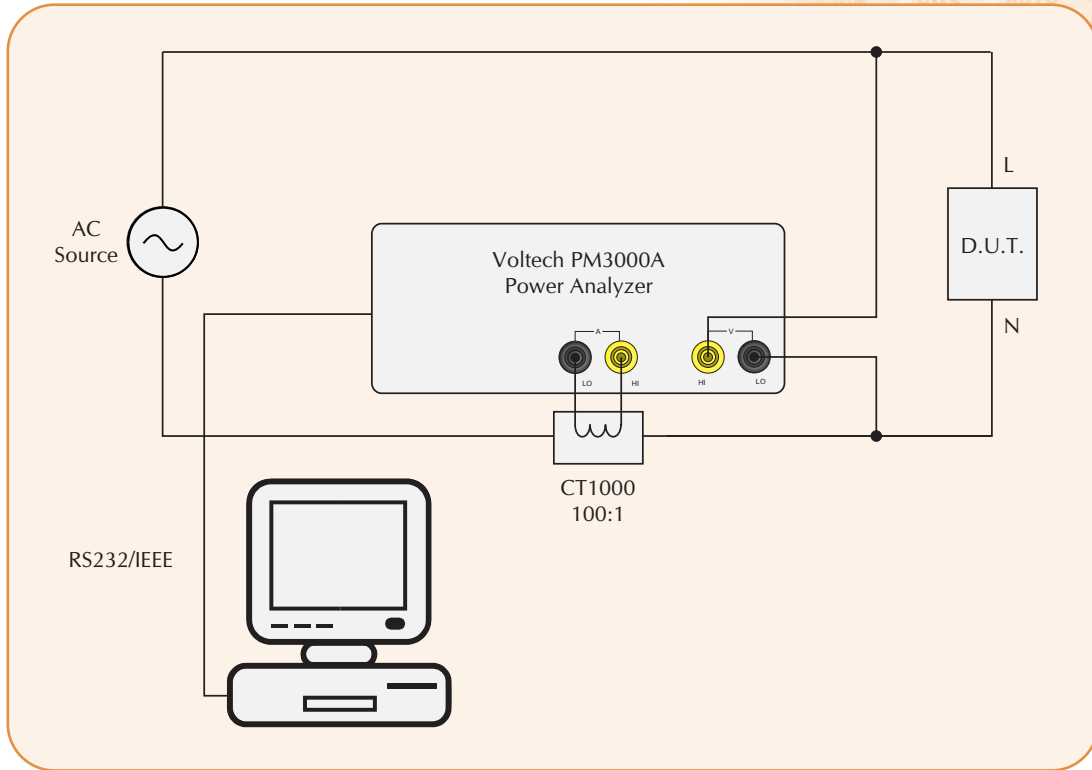 L
AC
Source
Voltech PM3000A
Power Analyzer
D.U.T.
N
A
V
LO
HI
HI
LO
CT1000
100:1
RS232/IEEE